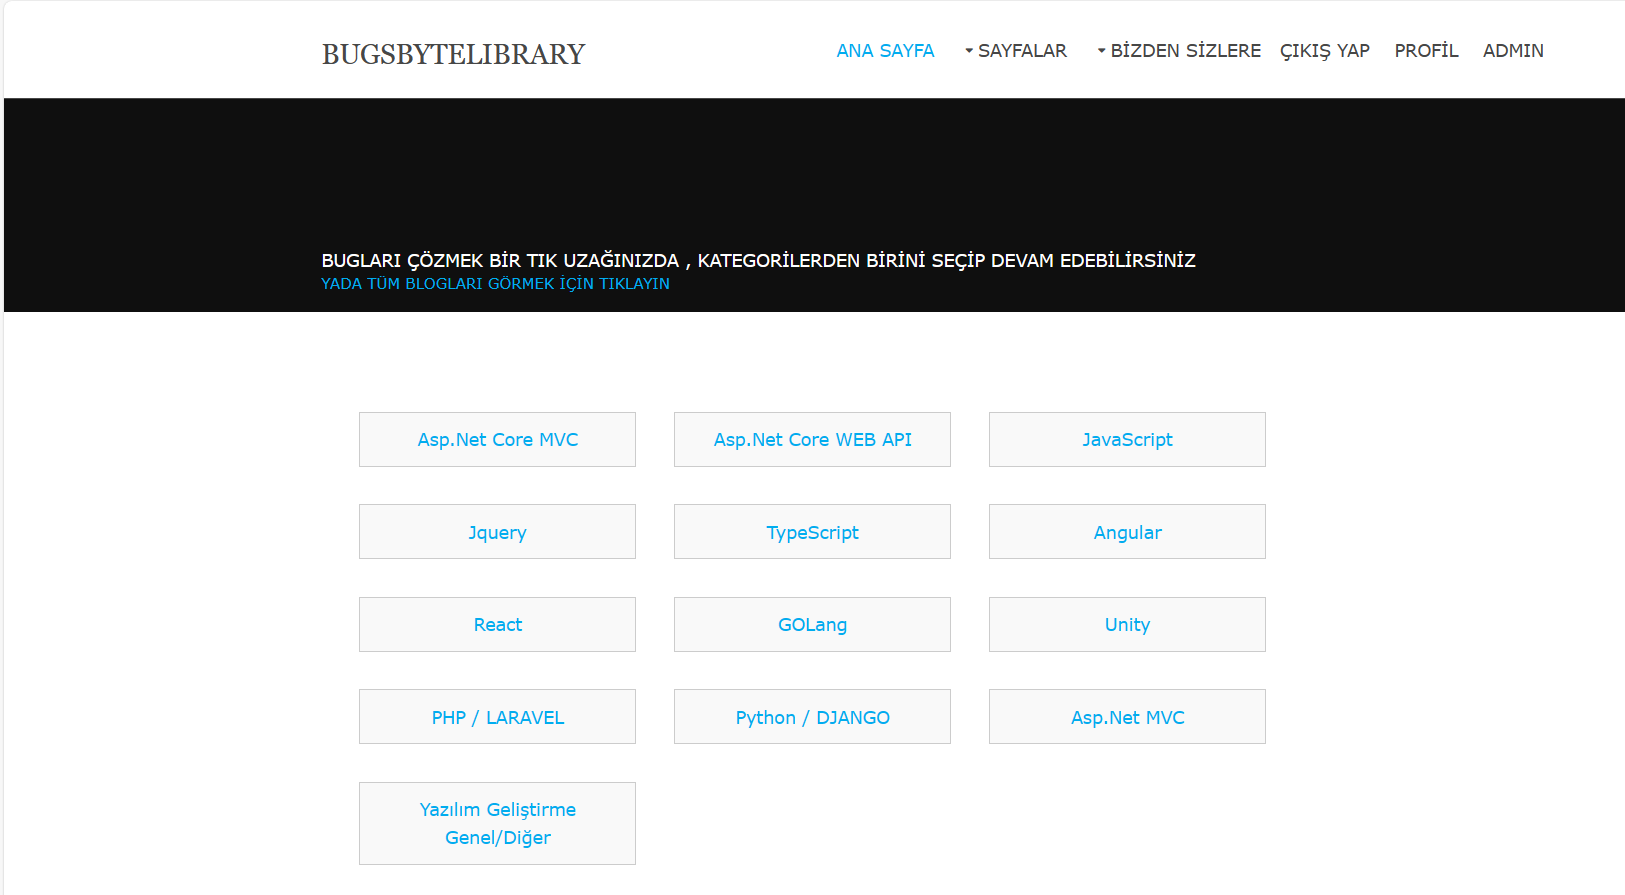 BUGSBYTELIBRARY
ANA SAYFA SAYFALAR BİZDEN SİZLERE ÇIKIŞ YAP PROFİL ADMIN
BUGLARI ÇÖZMEK BİR TIK UZAĞINIZDA , KATEGORİLERDEN BİRİNİ SEÇİP DEVAM EDEBİLİRSİNİZ
YADA TÜM BLOGLARI GÖRMEK İÇİN TIKLAYIN
Asp.Net Core MVC
Asp.Net Core WEB API
JavaScript
Jquery
TypeScript
Angular
React
GOLang
Unity
PHP / LARAVEL
Python / DJANGO
Asp.Net MVC
Yazılım Geliştirme
Genel/Diğer